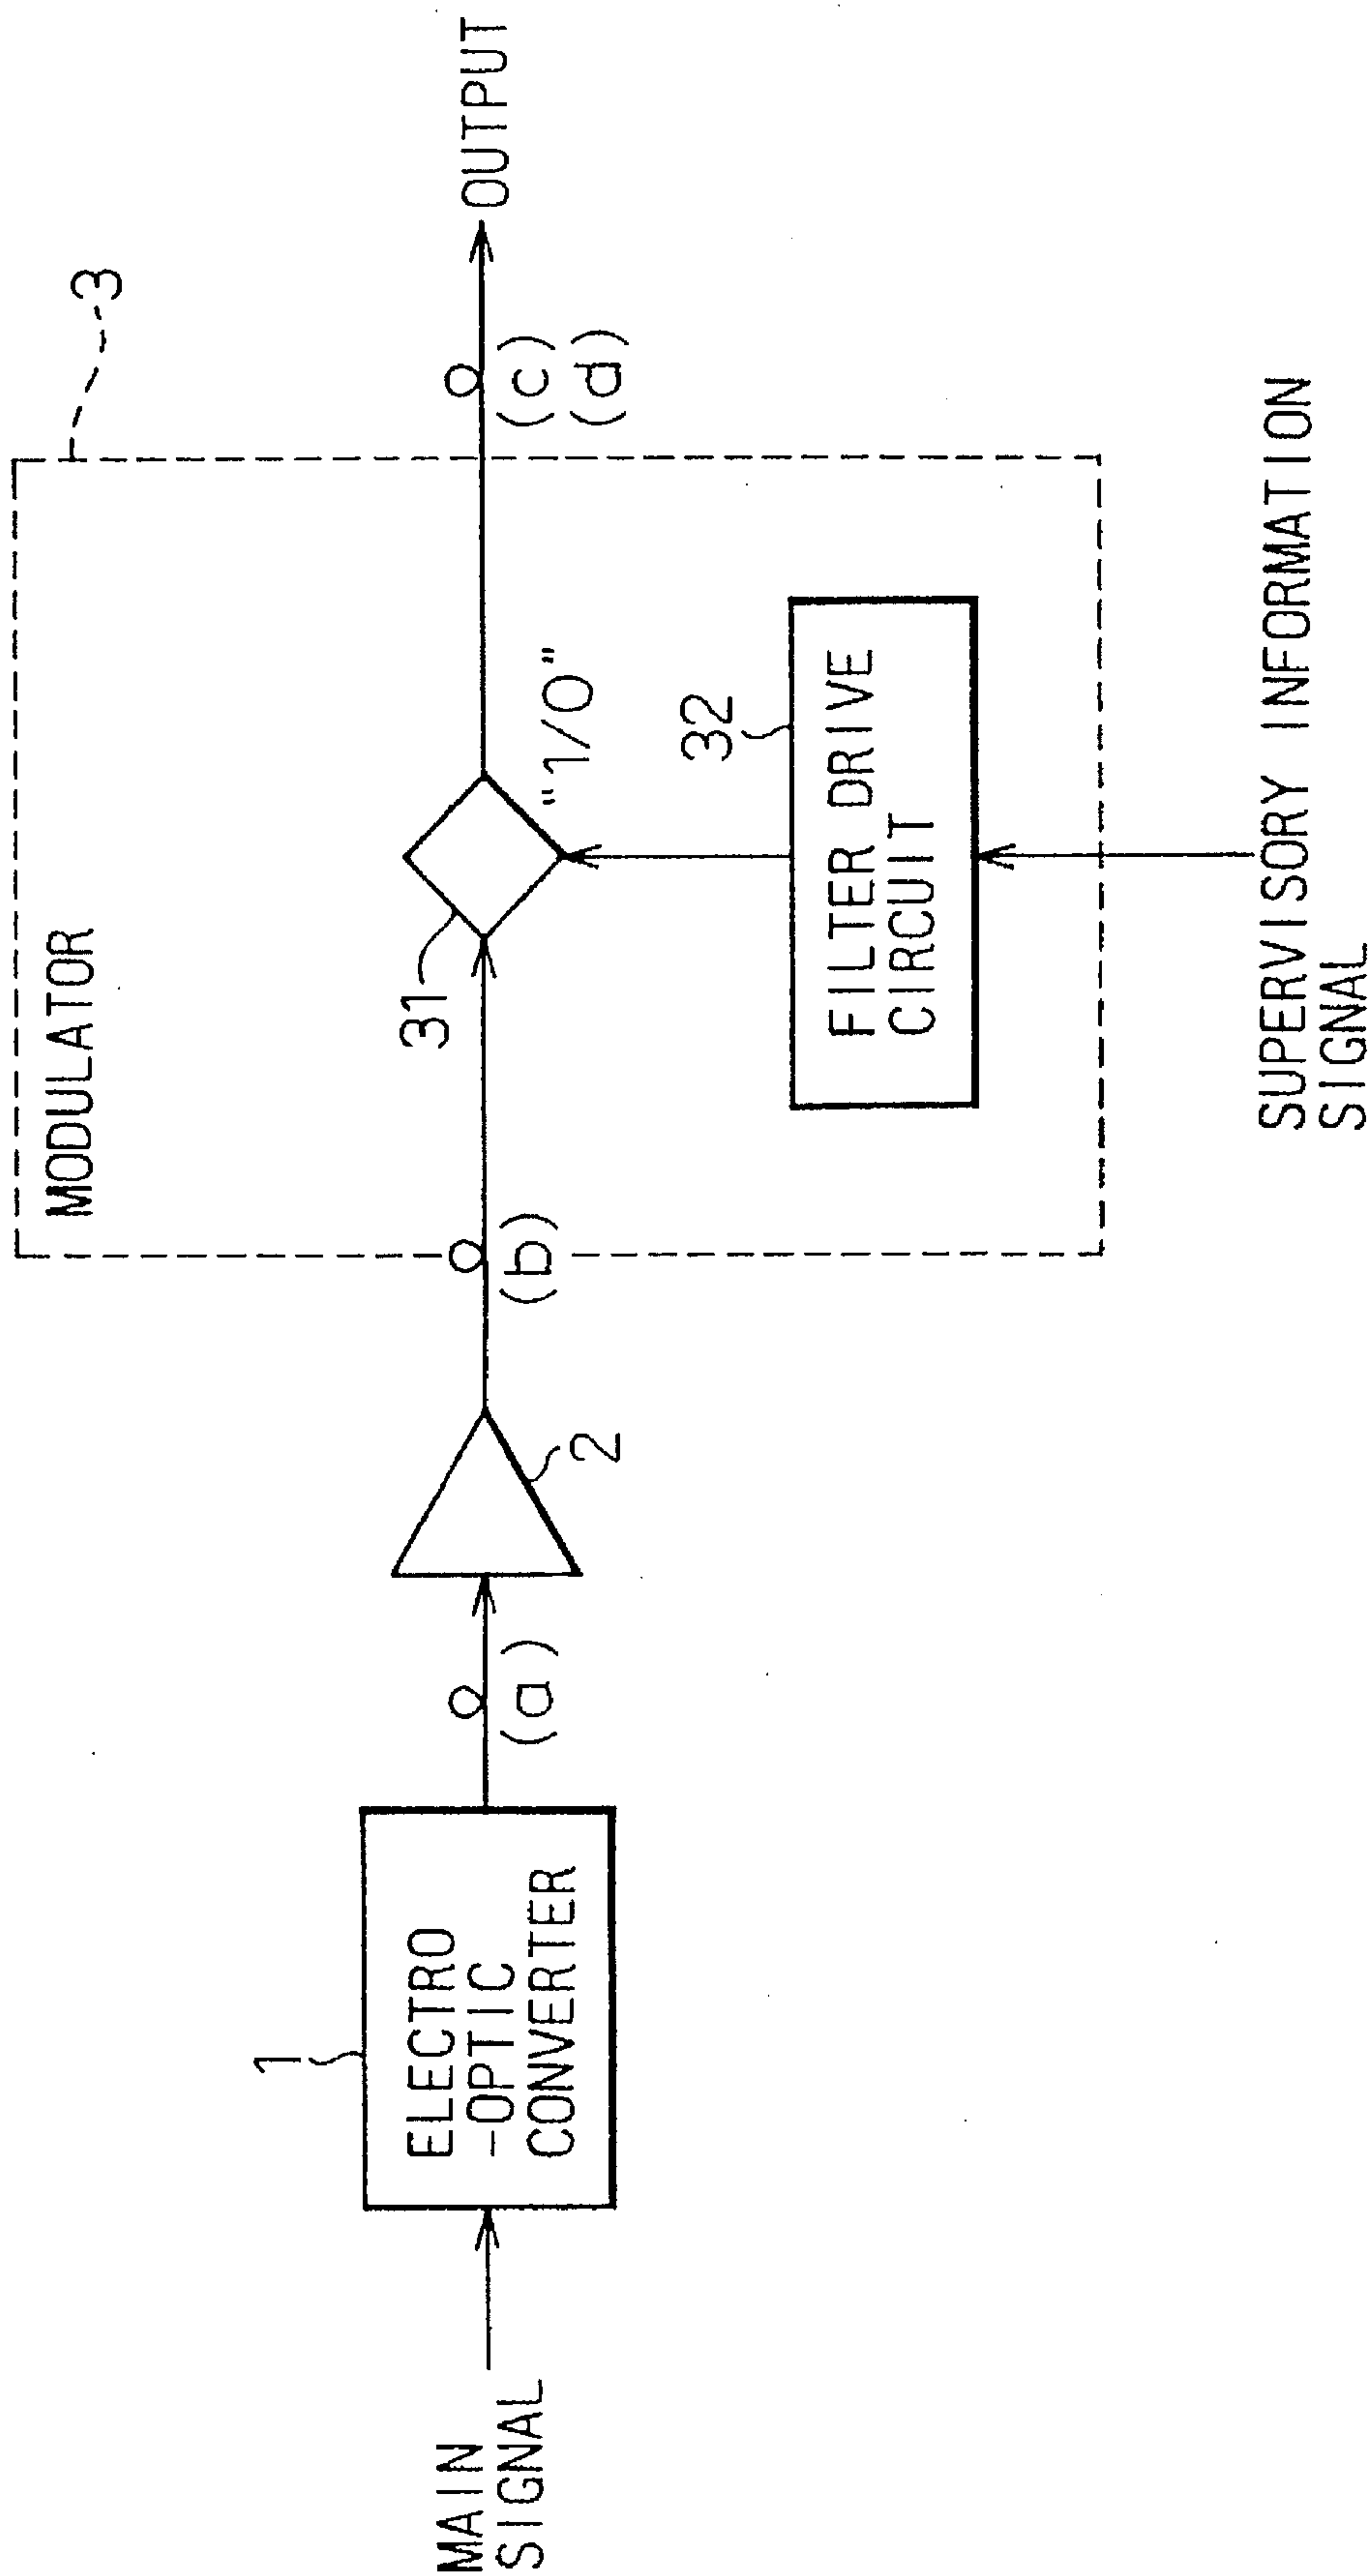 MODULATOR
3
MAIN
SIGNAL
1
ELECTRO
-OPTIC
CONVERTER
(a)
2
(b)
31
"1/0"
(c)
(d)
OUTPUT
32
FILTER DRIVE
CIRCUIT
SUPERVISORY INFORMATION
SIGNAL